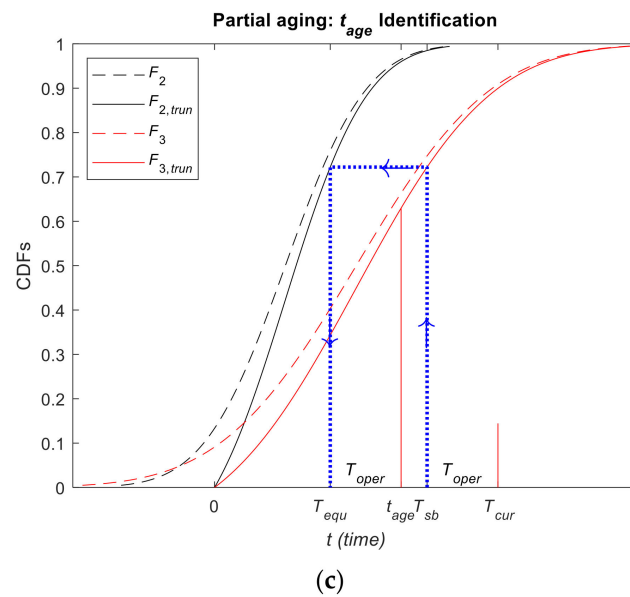 Partial aging: t_age Identification
1
0.9
0.8
0.7
0.6
0.5
0.4
0.3
0.2
0.1
0
CDFs
F_2
F_2,trun
F_3
F_3,trun
T_oper T_oper
0 T_equ t_age T_sb T_cur
t (time)
(c)